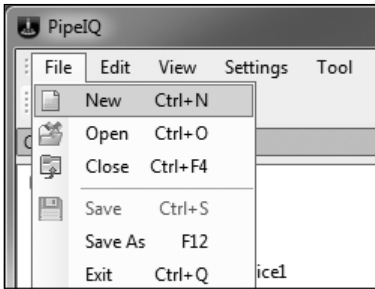 PipeIQ
File Edit View Settings Tool
New Ctrl+N
Open Ctrl+O
Close Ctrl+F4
Save Ctrl+S
Save As F12
Exit Ctrl+Q
ice1